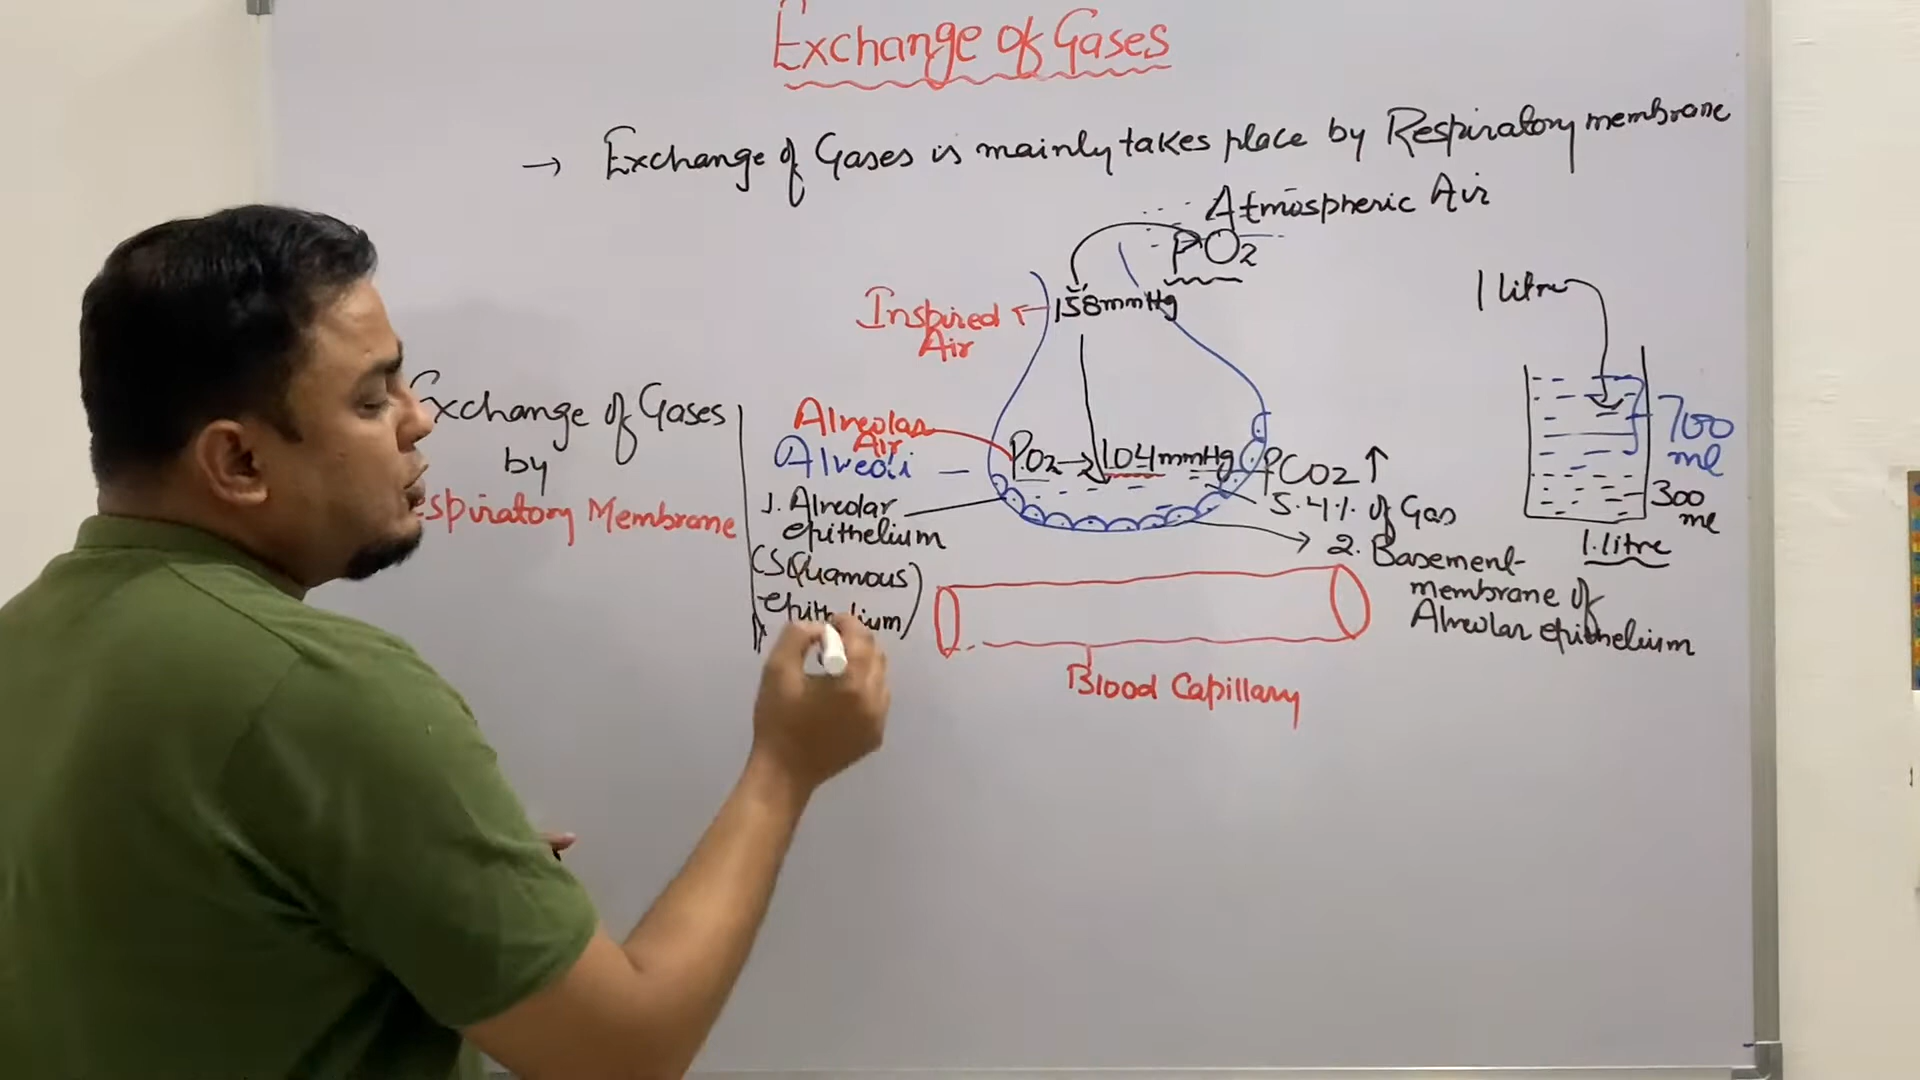 Exchange of Gases
→ Exchange of Gases is mainly takes place by Respiratory membrane
Atmospheric Air
PO2
158mmHg
Inspired
Air
1 litre
Exchange of Gases
by
Respiratory Membrane
Alveolar
Air
Alveoli
PO2 → 104mmHg
PCO2 ↑
5.4% of Gas
1. Alveolar
epithelium
(Squamous
epithelium)
2. Basement
membrane of
Alveolar epithelium
700
ml
300
ml
1 litre
Blood Capillary